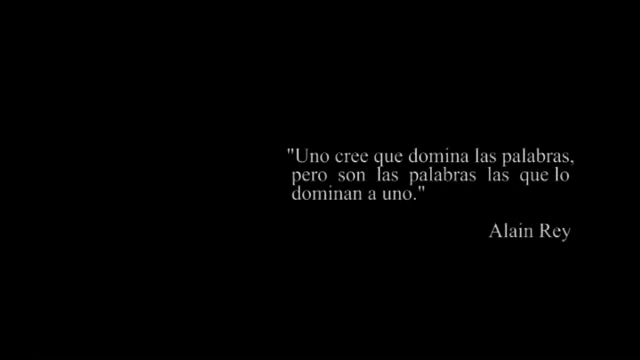 "Uno cree que domina las palabras,
pero son las palabras las que lo
dominan a uno."
Alain Rey